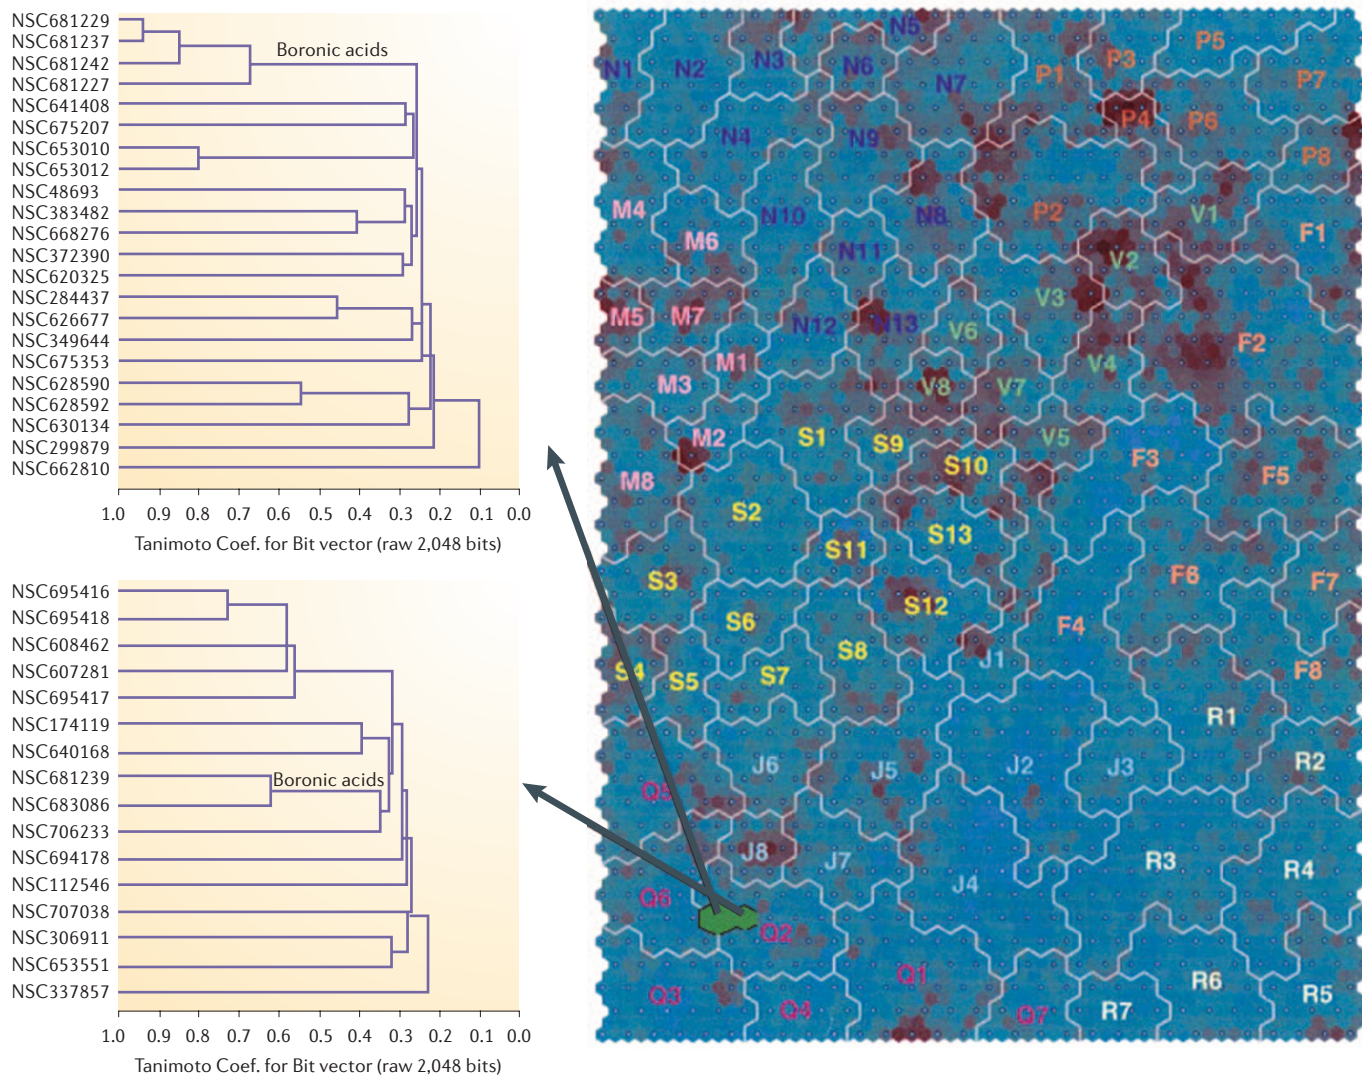 NSC681229
NSC681237
NSC681242
NSC681227
NSC641408
NSC675207
NSC653010
NSC653012
NSC48693
NSC383482
NSC668276
NSC372390
NSC620325
NSC284437
NSC626677
NSC349644
NSC675353
NSC628590
NSC628592
NSC630134
NSC299879
NSC662810
Boronic acids
1.0 0.9 0.8 0.7 0.6 0.5 0.4 0.3 0.2 0.1 0.0
Tanimoto Coef. for Bit vector (raw 2,048 bits)
NSC695416
NSC695418
NSC608462
NSC607281
NSC695417
NSC174119
NSC640168
NSC681239
NSC683086
NSC706233
NSC694178
NSC112546
NSC707038
NSC306911
NSC653551
NSC337857
Boronic acids
1.0 0.9 0.8 0.7 0.6 0.5 0.4 0.3 0.2 0.1 0.0
Tanimoto Coef. for Bit vector (raw 2,048 bits)
N5
P5
N3 P3
N1 N2 N6 P1 P7
N7
P4 P6
N4 N9
P8
M4 N10 N8 P2 V1
M6 F1
N11 V2
V3
M5 M7 N12 N13
V6 F2
M1 V4
M3 V8 V7
M2 S1 S9 V5
S10 F3
M8 F5
S2
S13
S11
S3 F6 F7
S12
S6 F4
S8 J1
S4 S5 S7 F8
R1
J6 J5 J2 J3 R2
Q5
J8 J7 R3 R4
J4
Q6
Q2
Q1 R6
Q3 Q4 Q7 R7 R5